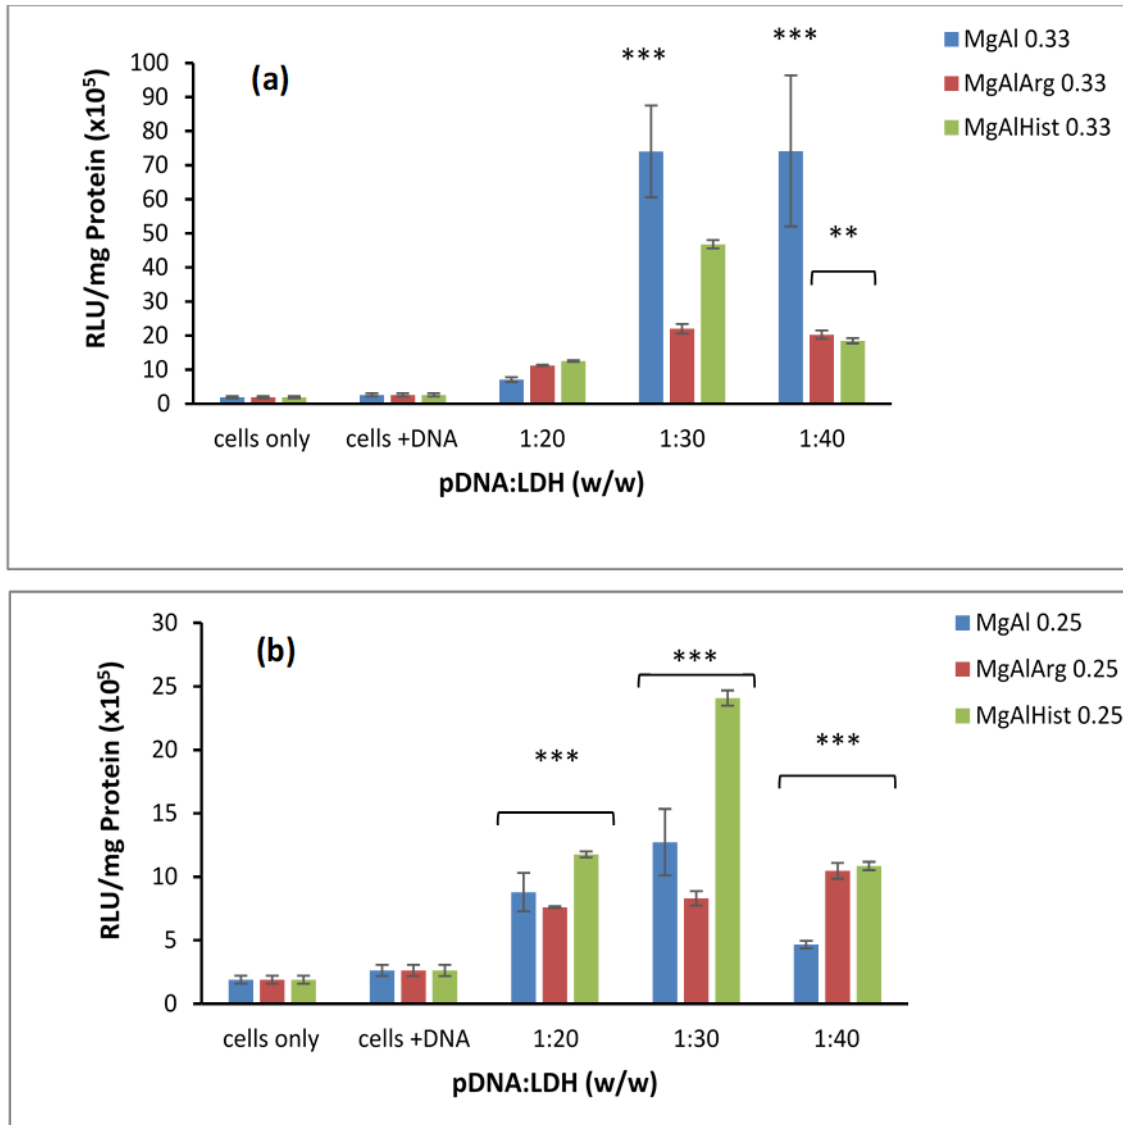 (a)
***
***
**
MgAl 0.33
MgAlArg 0.33
MgAlHist 0.33
RLU/mg Protein (x10⁵)
100
90
80
70
60
50
40
30
20
10
0
cells only cells +DNA 1:20 1:30 1:40
pDNA:LDH (w/w)
(b)
***
***
***
MgAl 0.25
MgAlArg 0.25
MgAlHist 0.25
RLU/mg Protein (x10⁵)
30
25
20
15
10
5
0
cells only cells +DNA 1:20 1:30 1:40
pDNA:LDH (w/w)